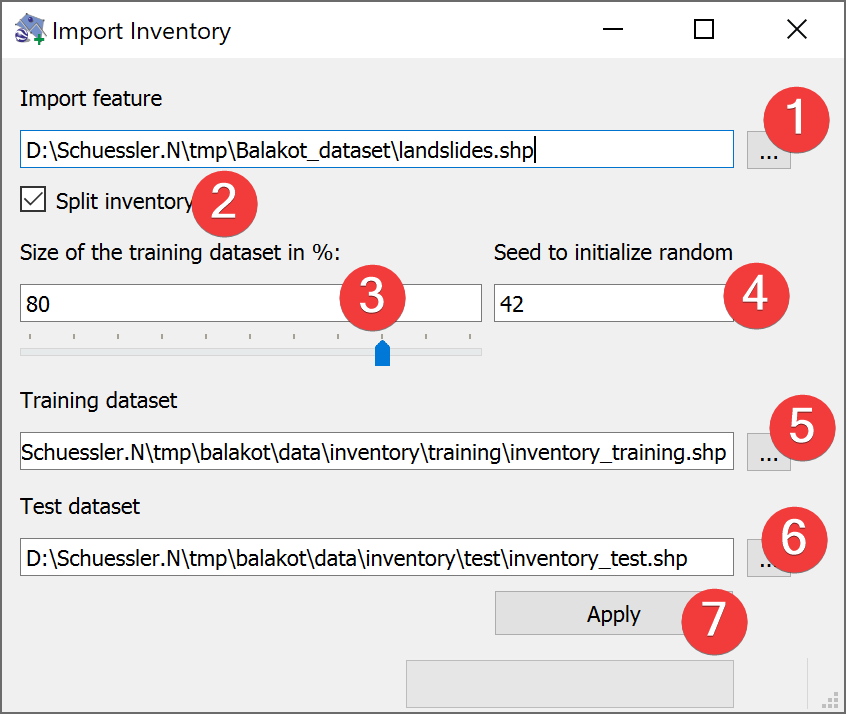 Import Inventory
Import feature
1
D:\Schuessler.N\tmp\Balakot_dataset\landslides.shp
...
Split inventory
2
Size of the training dataset in %:
Seed to initialize random
80
3
42
4
Training dataset
5
Schuessler.N\tmp\balakot\data\inventory\training\inventory_training.shp
...
Test dataset
6
D:\Schuessler.N\tmp\balakot\data\inventory\test\inventory_test.shp
...
Apply
7